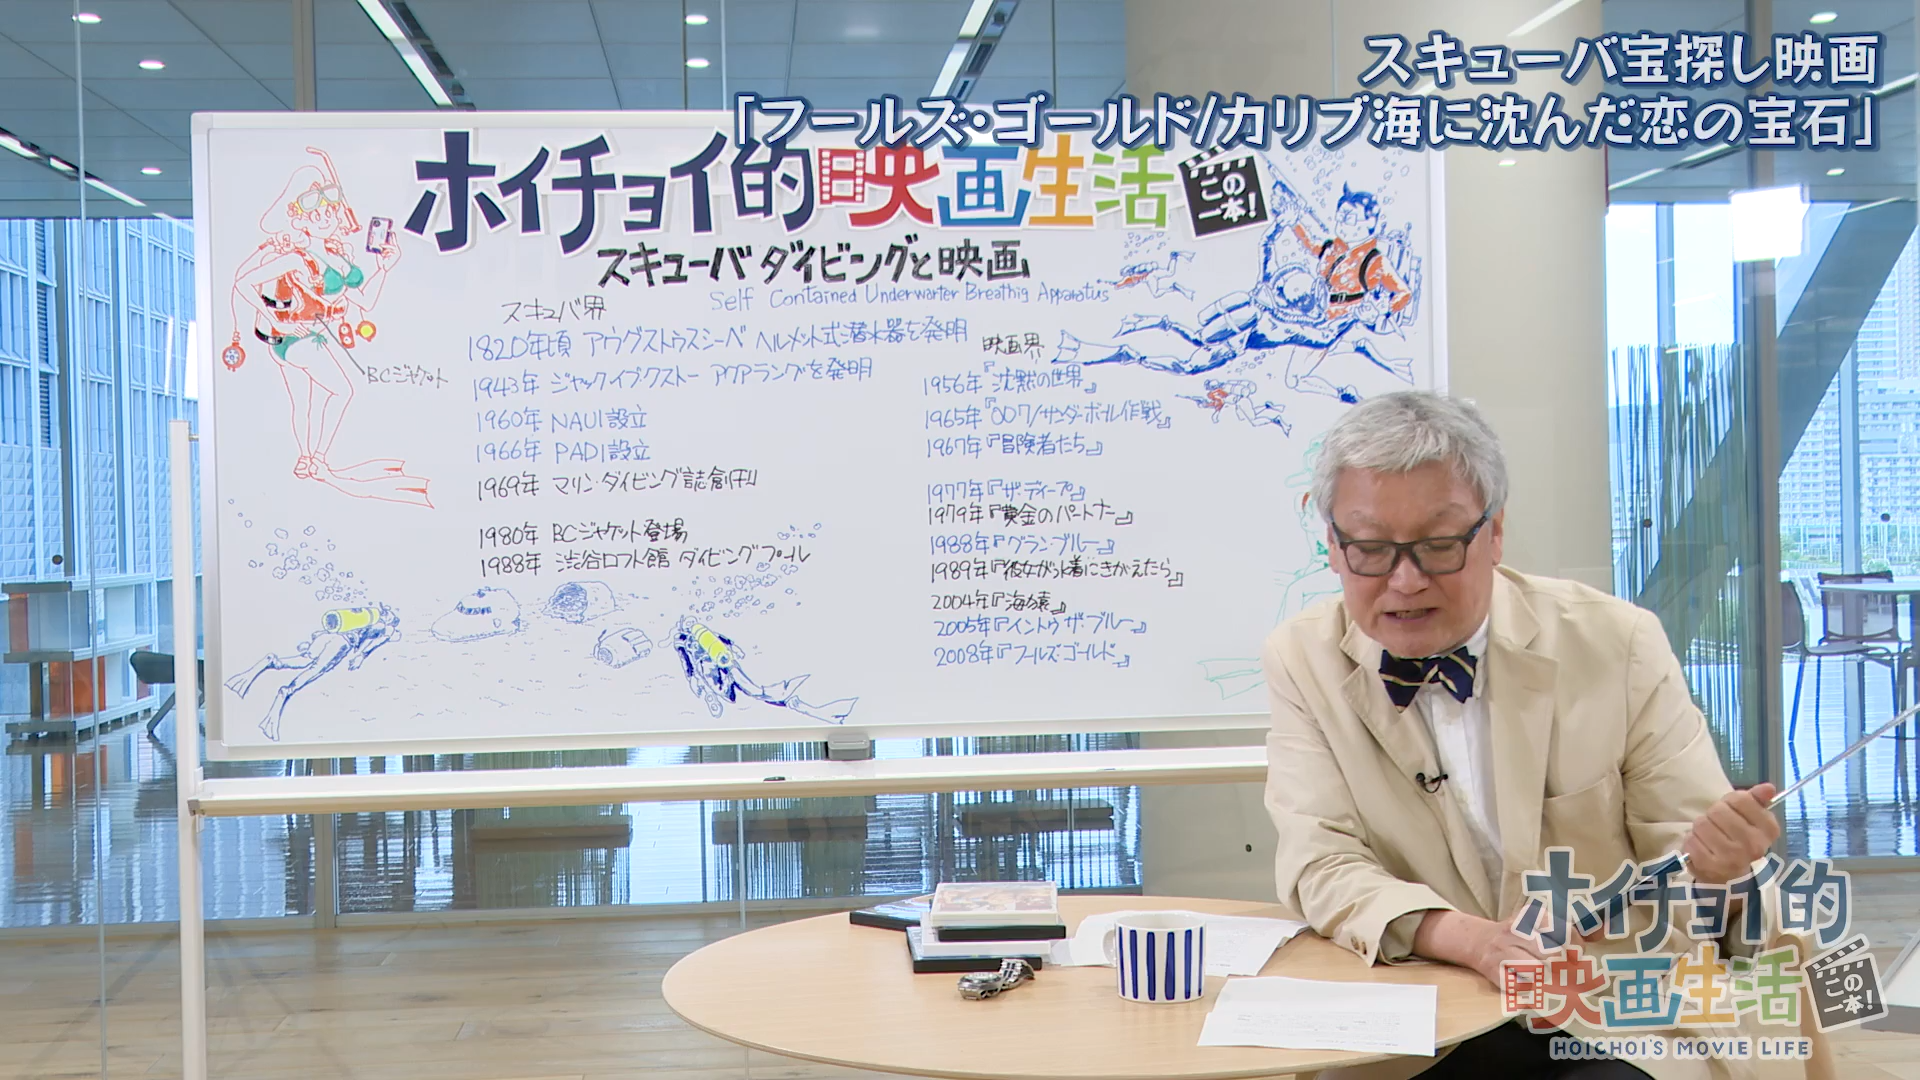 スキューバ宝探し映画
「フールズ・ゴールド/カリブ海に沈んだ恋の宝石」
ホイチョイ的映画生活
この
一本!
スキューバダイビングと映画
Self Contained Underwarter Breathig Apparatus
スキュバ界
1820年頃 アウグストゥスシーベ ヘルメット式潜水器を発明
1943年 ジャックイブクストー アクアラングを発明
1960年 NAUI設立
1966年 PADI設立
1969年 マリン・ダイビング誌創刊
1980年 BCジャケット登場
1988年 渋谷ロフト館 ダイビングプール
BCジャケット
映画界
1956年『沈黙の世界』
1965年『007/サンダーボール作戦』
1967年『冒険者たち』
1977年『ザ・ディープ』
1979年『黄金のパートナー』
1988年『グラン・ブルー』
1989年『彼女が水着にきがえたら』
2004年『海猿』
2005年『イントゥ ザ・ブルー』
2008年『フールズ・ゴールド』
ホイチョイ的
映画生活
この
一本!
HOICHOI'S MOVIE LIFE